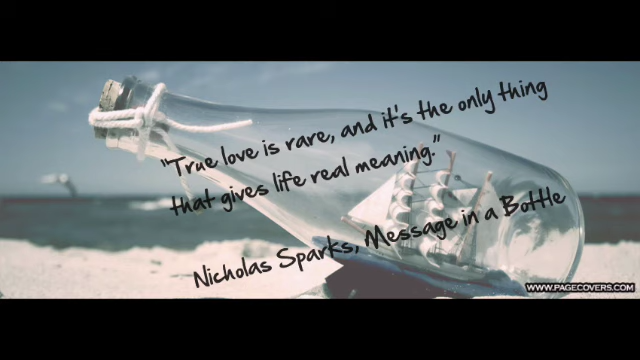 "True love is rare, and it's the only thing
that gives life real meaning."
Nicholas Sparks, Message in a Bottle
WWW.PAGECOVERS.COM